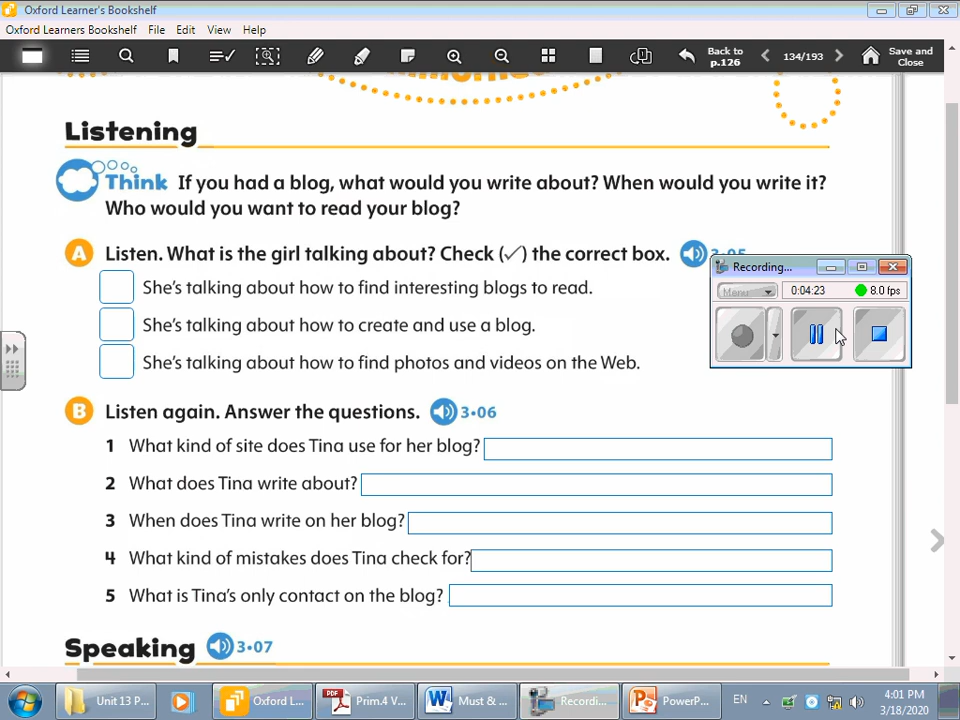 Oxford Learner's Bookshelf
Oxford Learners Bookshelf File Edit View Help
Back to p.126
134/193
Save and Close
Listening
Think If you had a blog, what would you write about? When would you write it?
Who would you want to read your blog?
A Listen. What is the girl talking about? Check (✓) the correct box.
She's talking about how to find interesting blogs to read.
She's talking about how to create and use a blog.
She's talking about how to find photos and videos on the Web.
Recording...
Menu 0:04:23 8.0 fps
B Listen again. Answer the questions. 3•06
1 What kind of site does Tina use for her blog?
2 What does Tina write about?
3 When does Tina write on her blog?
4 What kind of mistakes does Tina check for?
5 What is Tina's only contact on the blog?
Speaking 3•07
Unit 13 P... Oxford L... Prim.4 V... Must & ... Recordi... PowerP... EN
4:01 PM
3/18/2020